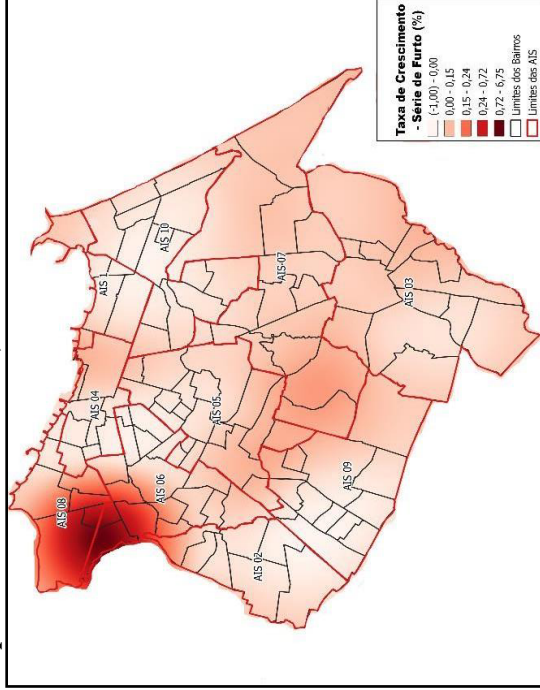 Taxa de Crescimento
- Série de Furto (%)
(-1,00) - 0,00
0,00 - 0,15
0,15 - 0,24
0,24 - 0,72
0,72 - 6,75
Limites dos Bairros
Limites das AIS
AIS 08
AIS 04
AIS 1
AIS 10
AIS 06
AIS 05
AIS 07
AIS 02
AIS 09
AIS 03